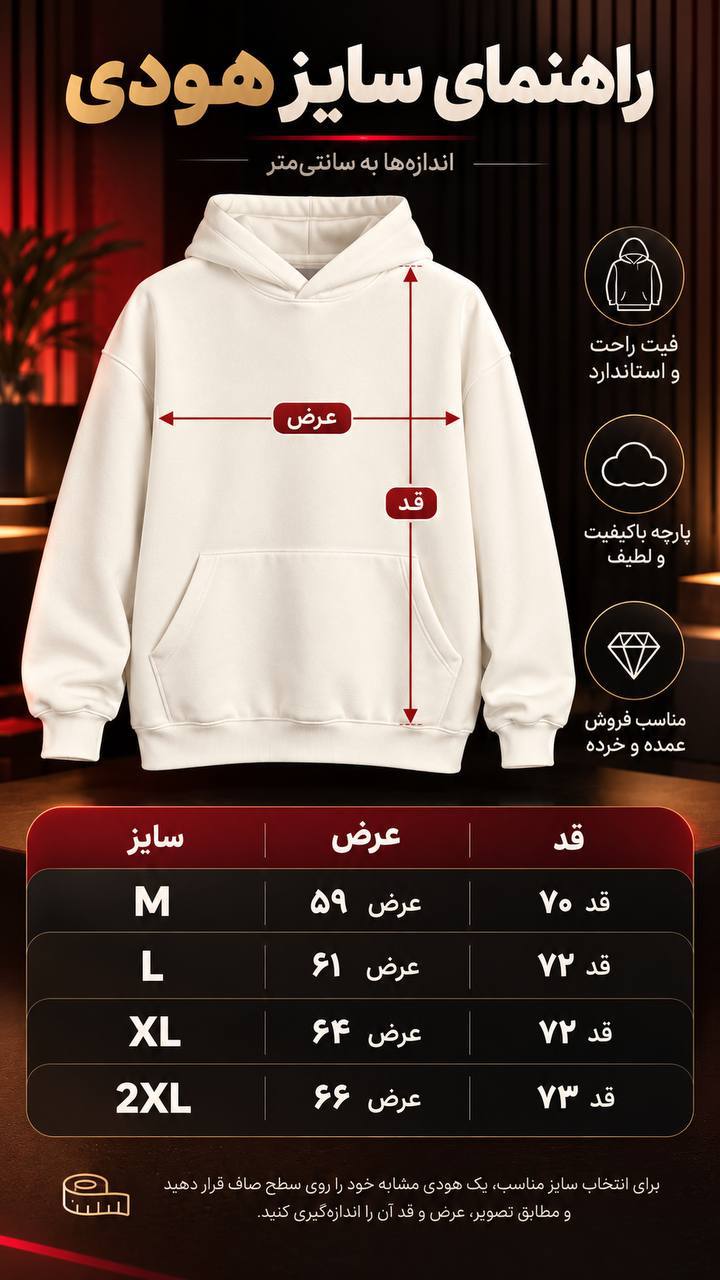 راهنمای سایز هودی
اندازه‌ها به سانتی‌متر
فیت راحت
و استاندارد
عرض
قد
پارچه باکیفیت
و لطیف
مناسب فروش
عمده و خرده
قد عرض سایز
قد ۷۰ عرض ۵۹ M
قد ۷۲ عرض ۶۱ L
قد ۷۲ عرض ۶۴ XL
قد ۷۳ عرض ۶۶ 2XL
برای انتخاب سایز مناسب، یک هودی مشابه خود را روی سطح صاف قرار دهید
و مطابق تصویر، عرض و قد آن را اندازه‌گیری کنید.